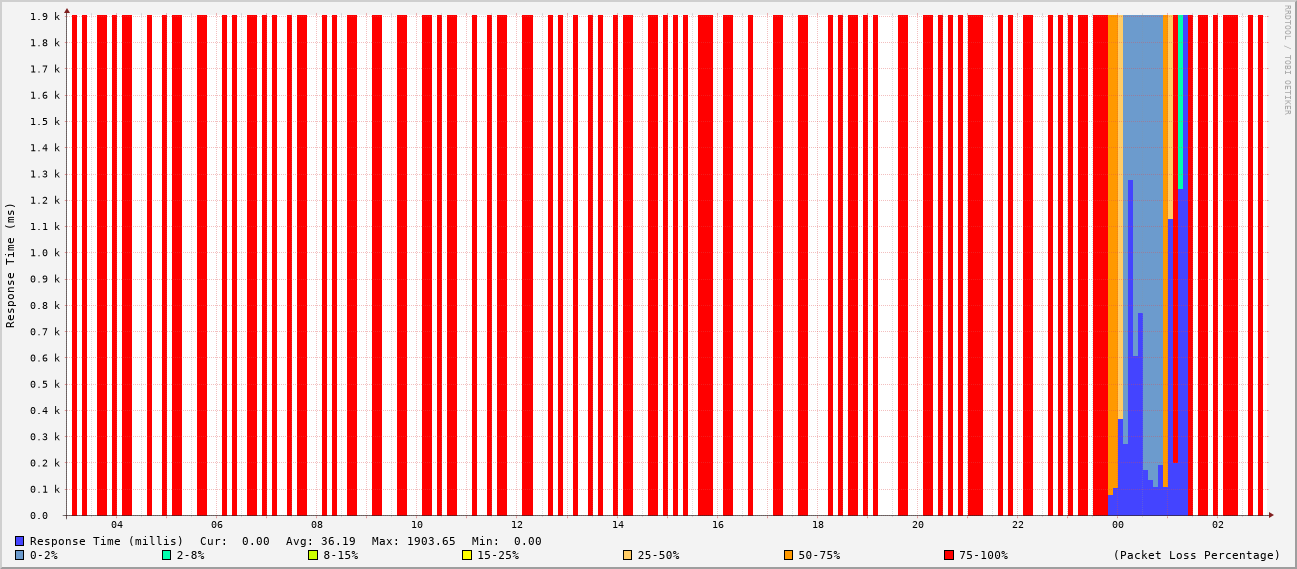 1.9 k
1.8 k
1.7 k
1.6 k
1.5 k
1.4 k
1.3 k
1.2 k
1.1 k
1.0 k
0.9 k
0.8 k
0.7 k
0.6 k
0.5 k
0.4 k
0.3 k
0.2 k
0.1 k
0.0
Response Time (ms)
RRDTOOL / TOBI OETIKER
04 06 08 10 12 14 16 18 20 22 00 02
Response Time (millis) Cur: 0.00 Avg: 36.19 Max: 1903.65 Min: 0.00
0-2% 2-8% 8-15% 15-25% 25-50% 50-75% 75-100% (Packet Loss Percentage)